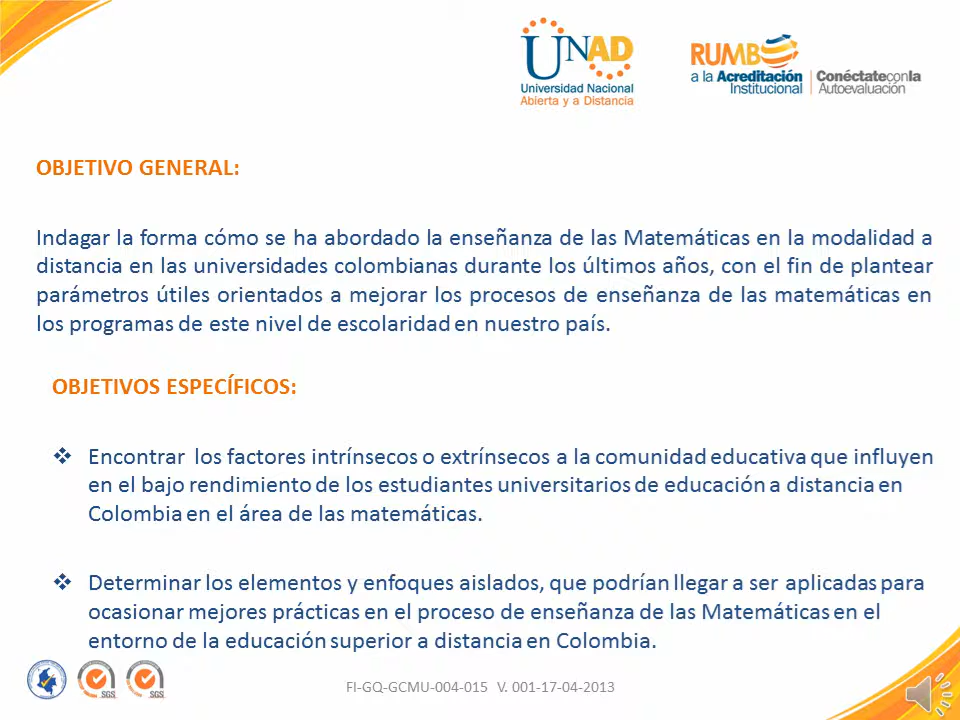 UNAD
Universidad Nacional
Abierta y a Distancia
RUMBO
a la Acreditación
Institucional
Conéctateconla
Autoevaluación
OBJETIVO GENERAL:
Indagar la forma cómo se ha abordado la enseñanza de las Matemáticas en la modalidad a
distancia en las universidades colombianas durante los últimos años, con el fin de plantear
parámetros útiles orientados a mejorar los procesos de enseñanza de las matemáticas en
los programas de este nivel de escolaridad en nuestro país.
OBJETIVOS ESPECÍFICOS:
❖ Encontrar los factores intrínsecos o extrínsecos a la comunidad educativa que influyen
en el bajo rendimiento de los estudiantes universitarios de educación a distancia en
Colombia en el área de las matemáticas.
❖ Determinar los elementos y enfoques aislados, que podrían llegar a ser aplicadas para
ocasionar mejores prácticas en el proceso de enseñanza de las Matemáticas en el
entorno de la educación superior a distancia en Colombia.
SGS
SGS
FI-GQ-GCMU-004-015 V. 001-17-04-2013